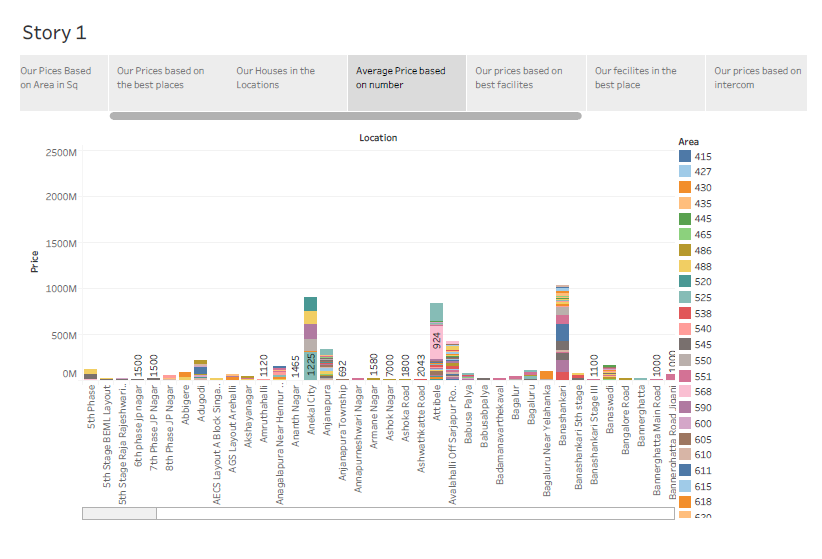 Story 1
Our Pices Based
on Area in Sq
Our Prices based on
the best places
Our Houses in the
Locations
Average Price based
on number
Our prices based on
best facilites
Our fecilites in the
best place
Our prices based on
intercom
Location
Area
2500M
2000M
1500M
1000M
500M
0M
Price
1500
1500
1120
1465
1225
692
1580
7000
1800
2043
924
1100
1000
1000
5th Phase
5th Stage BEML Layout
5th Stage Raja Rajeshwari..
6th phase jp nagar
7th Phase JP Nagar
8th Phase JP Nagar
Abbigere
Adugodi
AECS Layout A Block Singa..
AGS Layout Arehalli
Akshayanagar
Amruthahalli
Anagalapura Near Hennur ..
Ananth Nagar
Anekal City
Anjanapura
Anjanapura Township
Annapurneshwari Nagar
Armane Nagar
Ashok Nagar
Ashoka Road
Ashwathkattte Road
Attibele
Avalahalli Off Sarjapur Ro..
Babusa Palya
Babusabpalya
Badamanavarthekaval
Bagalur
Bagaluru
Bagaluru Near Yelahanka
Banashankari
Banashankari 5th stage
Banashankari Stage III
Banaswadi
Bangalore Road
Bannerghatta
Bannerghatta Main Road
Bannerghatta Road Jigani
415
427
430
435
445
465
486
488
520
525
538
540
545
550
551
568
590
600
605
610
611
615
618
620